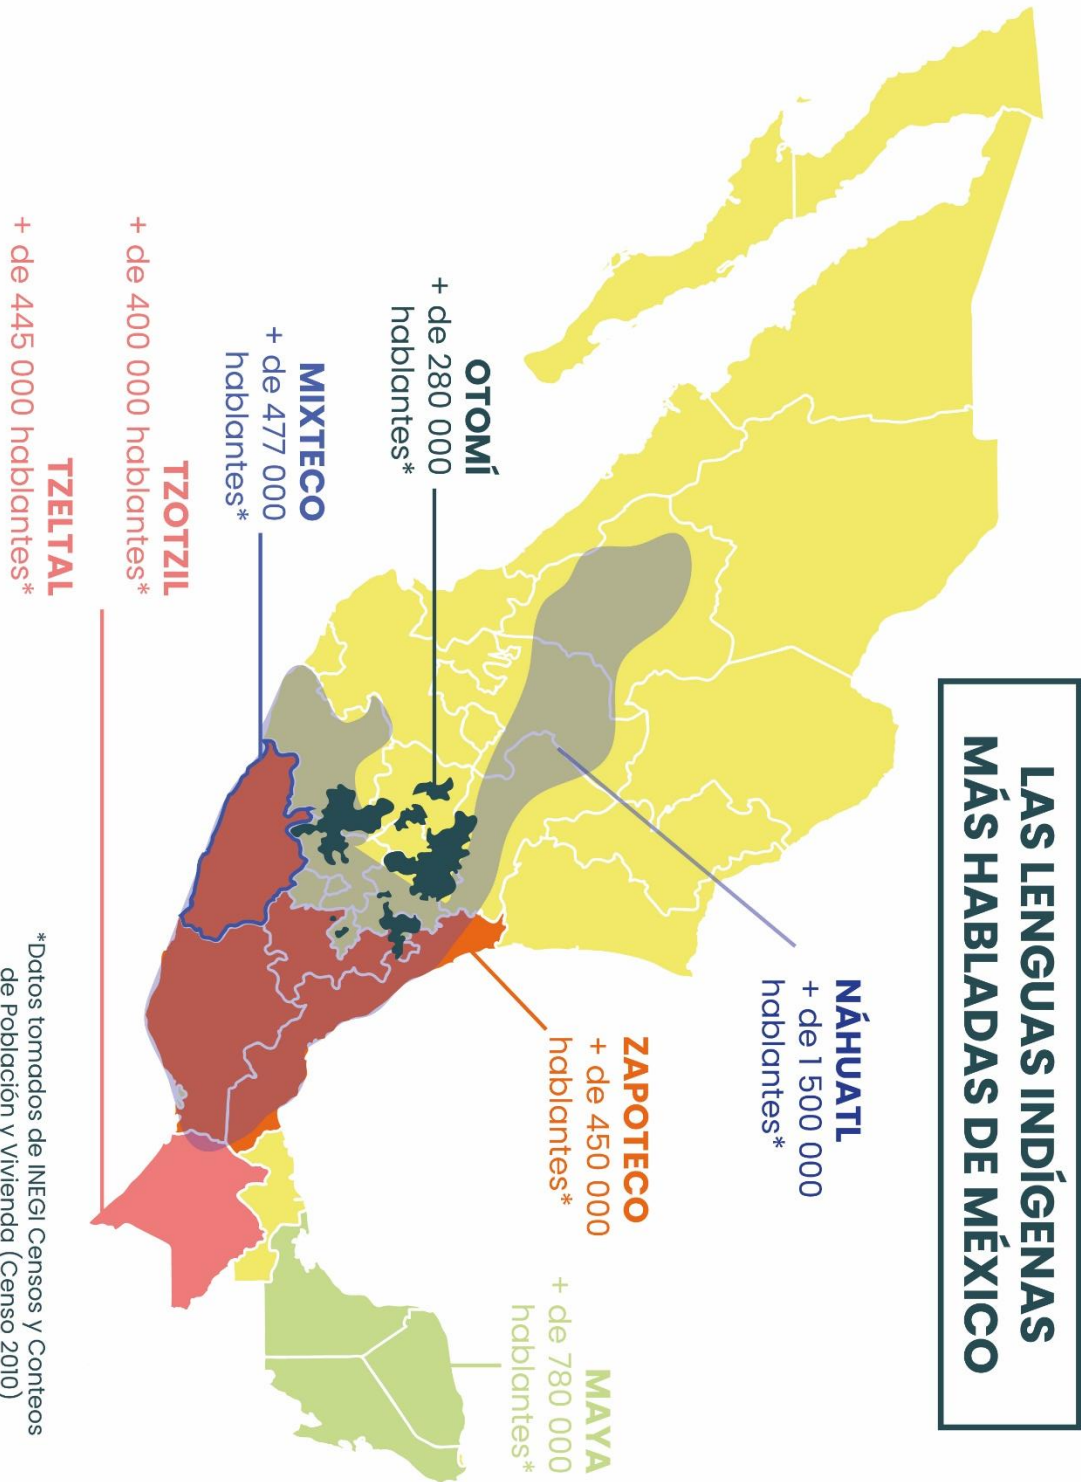 LAS LENGUAS INDÍGENAS
MÁS HABLADAS DE MÉXICO
NÁHUATL
+ de 1 500 000
hablantes*
ZAPOTECO
+ de 450 000
hablantes*
MAYA
+ de 780 000
hablantes*
OTOMÍ
+ de 280 000
hablantes*
MIXTECO
+ de 477 000
hablantes*
TZOTZIL
+ de 400 000 hablantes*
TZELTAL
+ de 445 000 hablantes*
*Datos tomados de INEGI Censos y Conteos
de Población y Vivienda (Censo 2010)